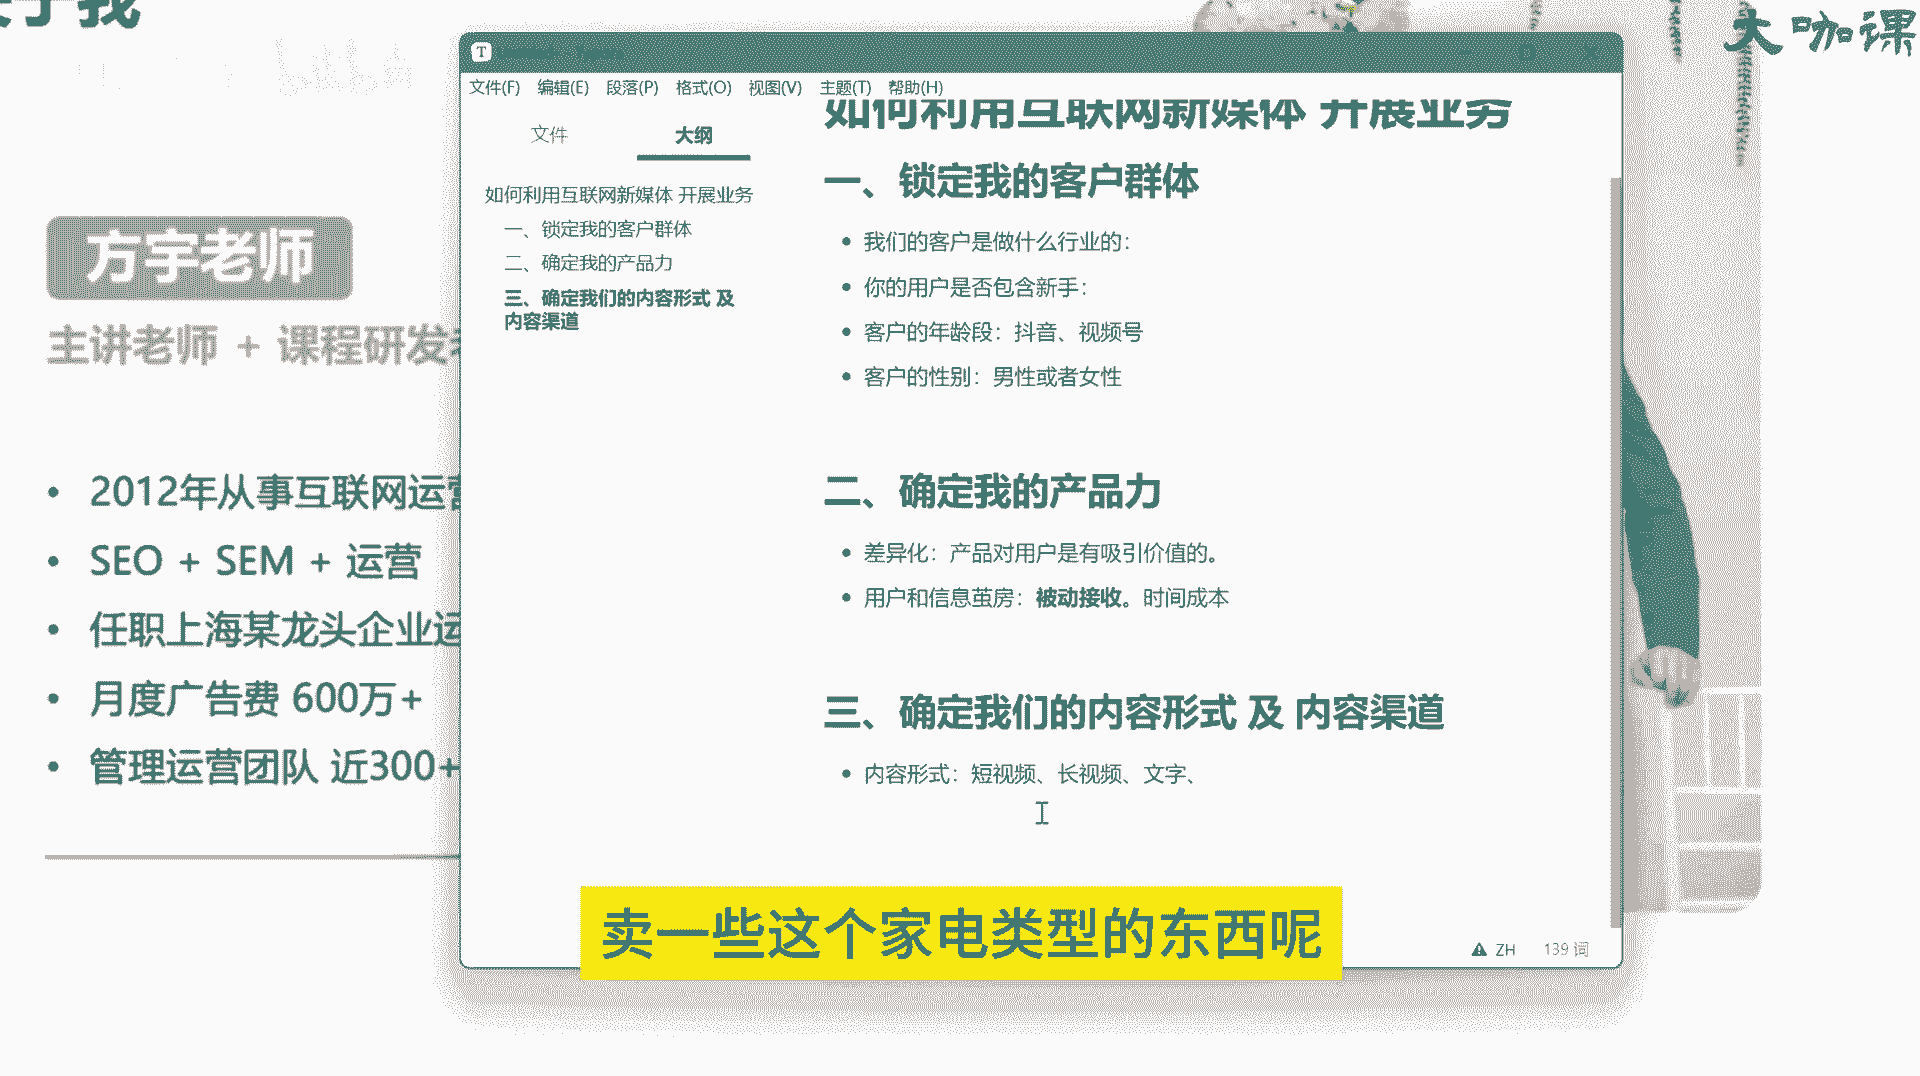 大咖课
方宇老师
主讲老师 + 课程研发
2012年从事互联网运营
SEO + SEM + 运营
任职上海某龙头企业运
月度广告费 600万+
管理运营团队 近300+
文件(F) 编辑(E) 段落(P) 格式(O) 视图(V) 主题(T) 帮助(H)
文件 大纲
如何利用互联网新媒体 开展业务
一、锁定我的客户群体
二、确定我的产品力
三、确定我们的内容形式 及
内容渠道
如何利用互联网新媒体 开展业务
一、锁定我的客户群体
我们的客户是做什么行业的：
你的用户是否包含新手：
客户的年龄段：抖音、视频号
客户的性别：男性或者女性
二、确定我的产品力
差异化：产品对用户是有吸引价值的。
用户和信息茧房：被动接收。时间成本
三、确定我们的内容形式 及 内容渠道
内容形式：短视频、长视频、文字、
卖一些这个家电类型的东西呢
ZH 139 词